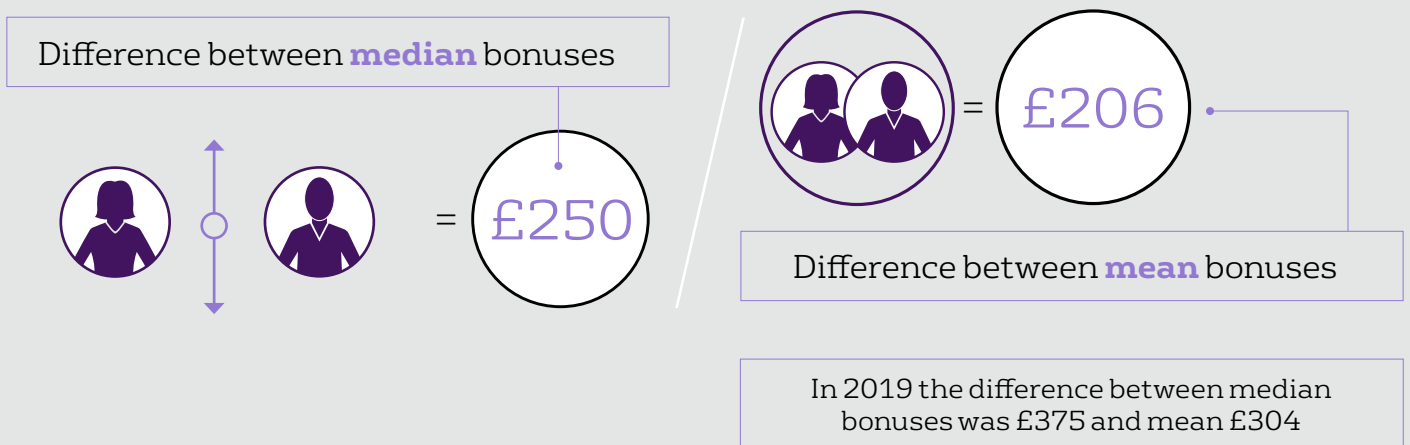 Difference between median bonuses
= £250
= £206
Difference between mean bonuses
In 2019 the difference between median
bonuses was £375 and mean £304